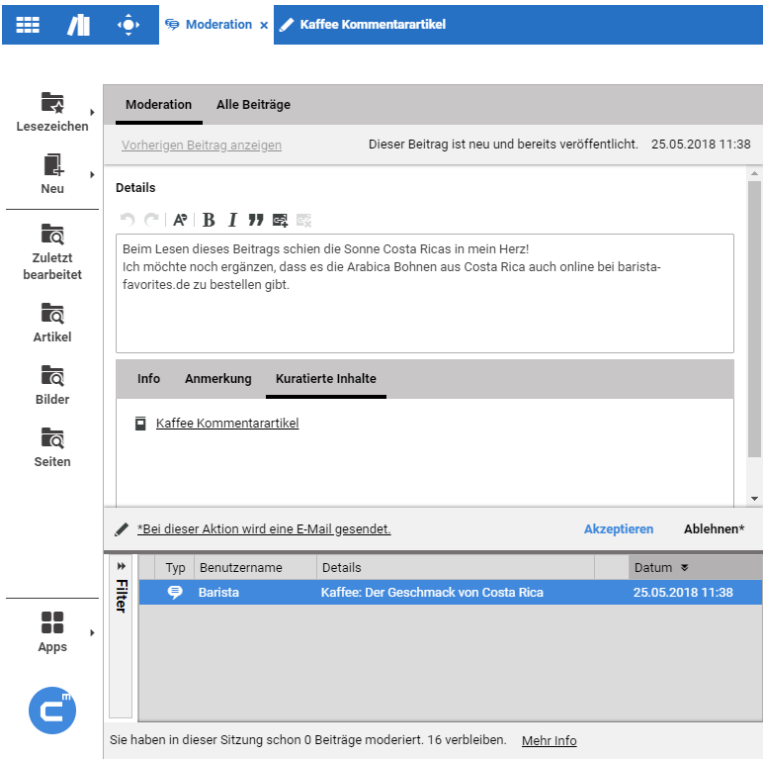 Moderation x Kaffee Kommentarartikel
Lesezeichen
Neu
Zuletzt
bearbeitet
Artikel
Bilder
Seiten
Apps
Moderation Alle Beiträge
Vorherigen Beitrag anzeigen Dieser Beitrag ist neu und bereits veröffentlicht. 25.05.2018 11:38
Details
B I
Beim Lesen dieses Beitrags schien die Sonne Costa Ricas in mein Herz!
Ich möchte noch ergänzen, dass es die Arabica Bohnen aus Costa Rica auch online bei barista-
favorites.de zu bestellen gibt.
Info Anmerkung Kuratierte Inhalte
Kaffee Kommentarartikel
*Bei dieser Aktion wird eine E-Mail gesendet. Akzeptieren Ablehnen*
Filter
Typ Benutzername Details Datum
Barista Kaffee: Der Geschmack von Costa Rica 25.05.2018 11:38
Sie haben in dieser Sitzung schon 0 Beiträge moderiert. 16 verbleiben. Mehr Info